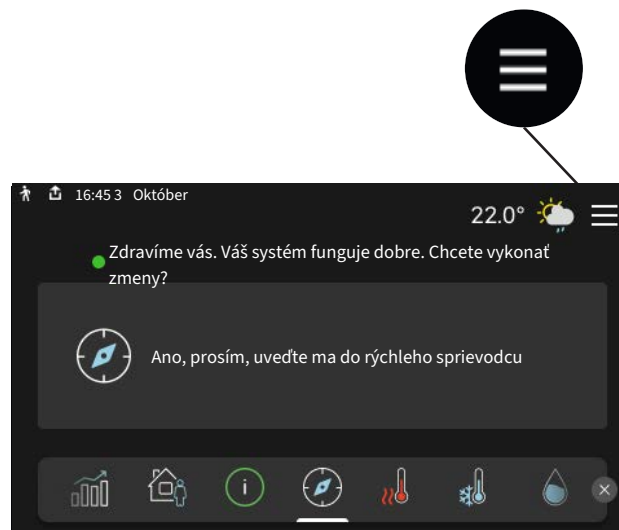 16:45 3 Október
22.0°
Zdravíme vás. Váš systém funguje dobre. Chcete vykonať
zmeny?
Ano, prosím, uveďte ma do rýchleho sprievodcu
i